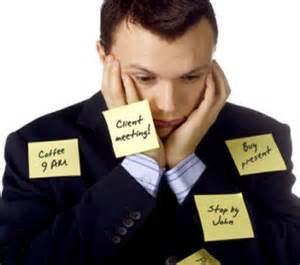 Client
meeting!
Coffee
9 AM
Buy
present
Stop by
John